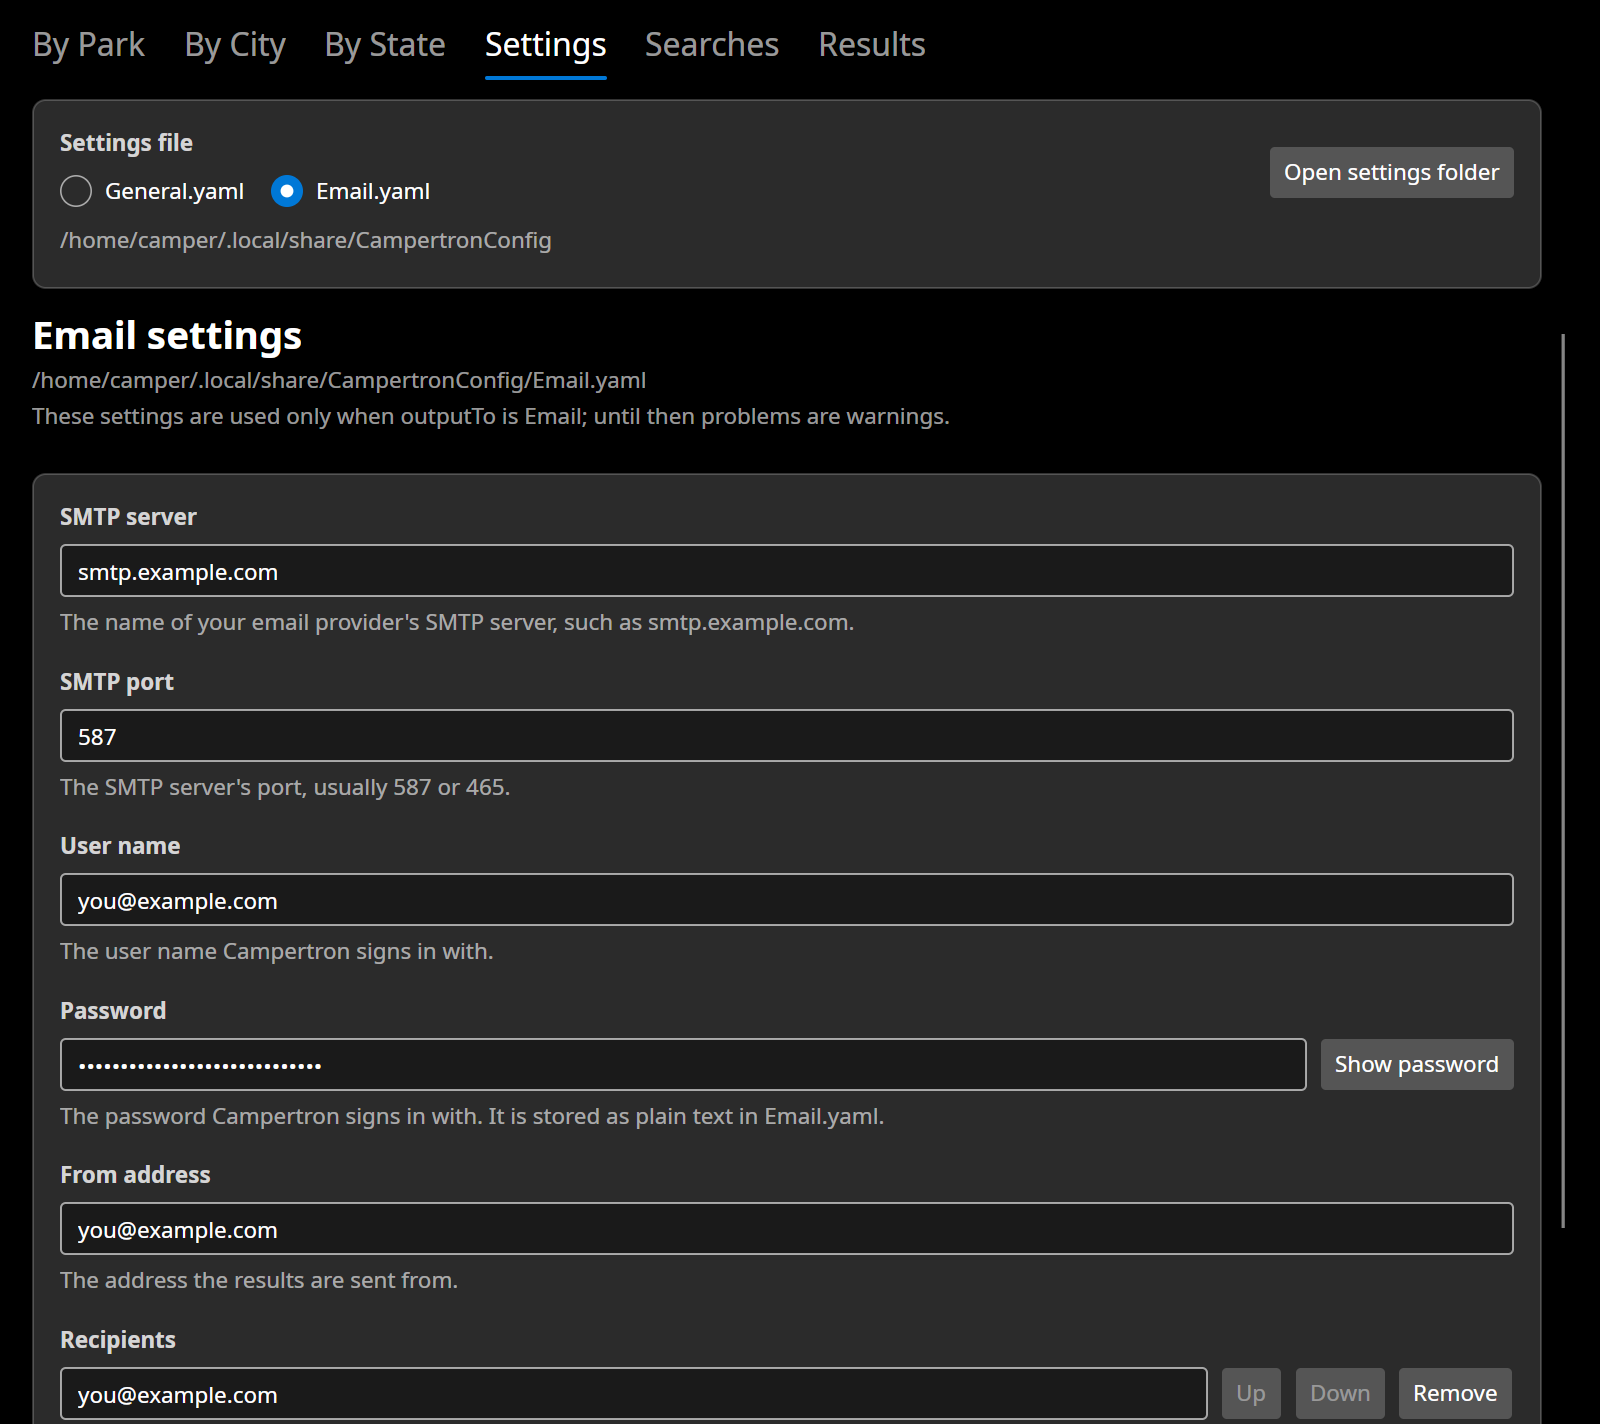 By Park By City By State Settings Searches Results
Settings file
General.yaml Email.yaml
Open settings folder
/home/camper/.local/share/CampertronConfig
Email settings
/home/camper/.local/share/CampertronConfig/Email.yaml
These settings are used only when outputTo is Email; until then problems are warnings.
SMTP server
smtp.example.com
The name of your email provider's SMTP server, such as smtp.example.com.
SMTP port
587
The SMTP server's port, usually 587 or 465.
User name
you@example.com
The user name Campertron signs in with.
Password
••••••••••••••••••••••••••••• Show password
The password Campertron signs in with. It is stored as plain text in Email.yaml.
From address
you@example.com
The address the results are sent from.
Recipients
you@example.com Up Down Remove